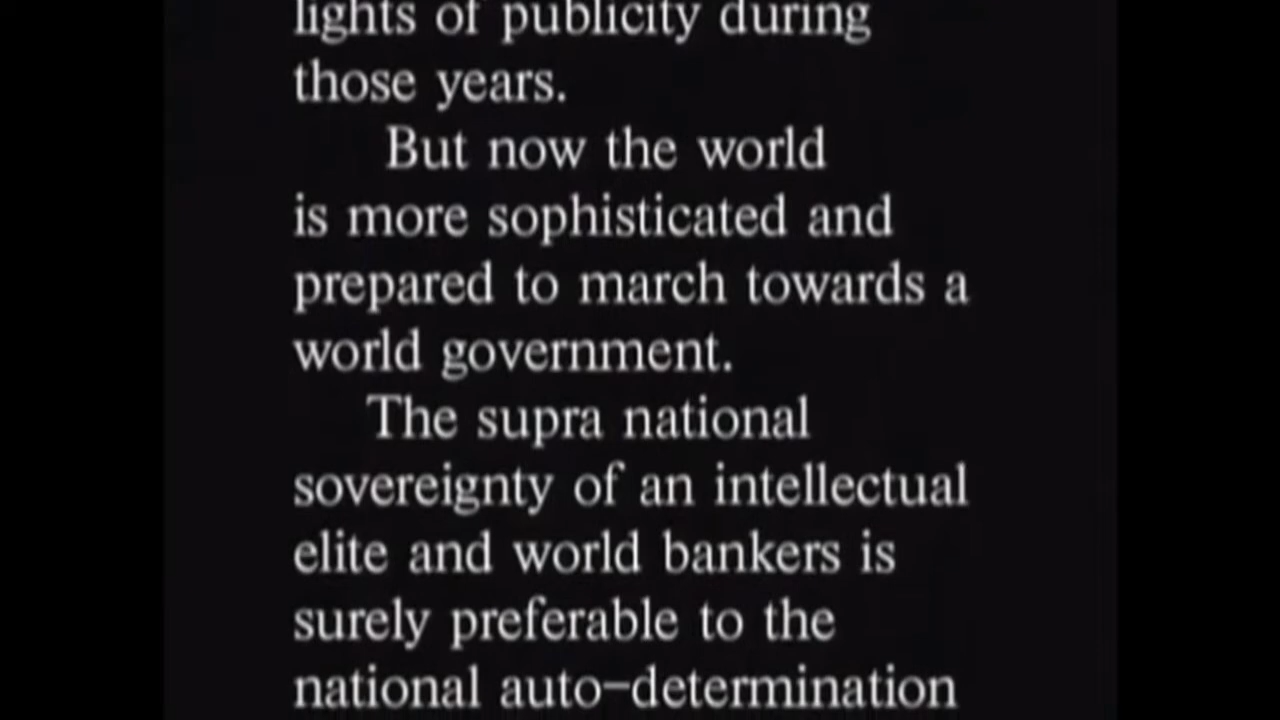 lights of publicity during
those years.
But now the world
is more sophisticated and
prepared to march towards a
world government.
The supra national
sovereignty of an intellectual
elite and world bankers is
surely preferable to the
national auto-determination